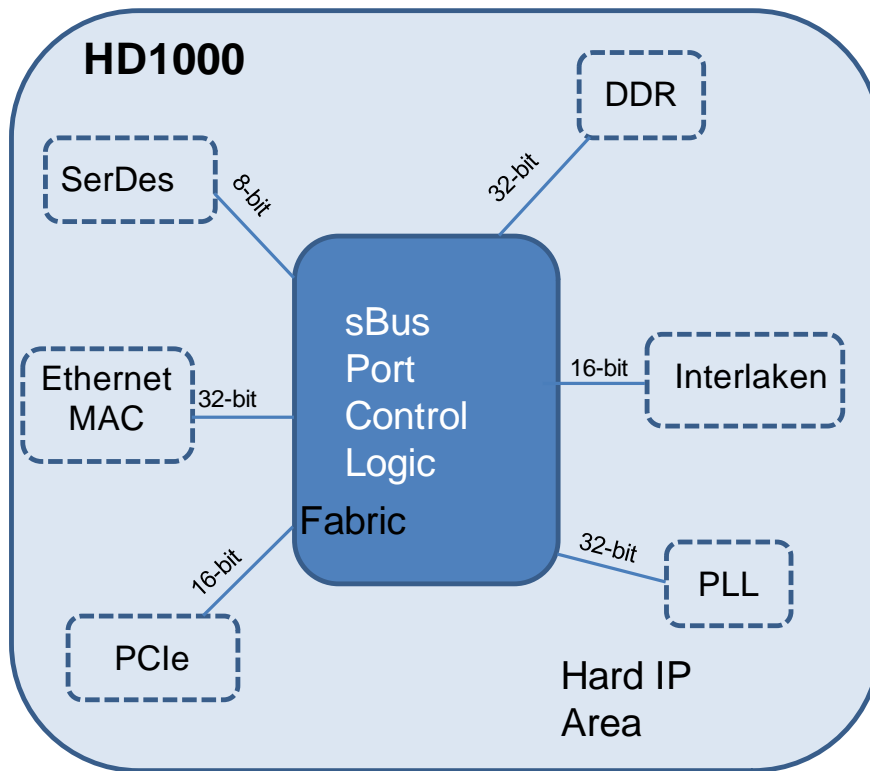 HD1000
DDR
SerDes
8-bit
32-bit
sBus
Port
Control
Logic
Fabric
Ethernet
MAC
32-bit
16-bit
Interlaken
16-bit
PCIe
32-bit
PLL
Hard IP
Area